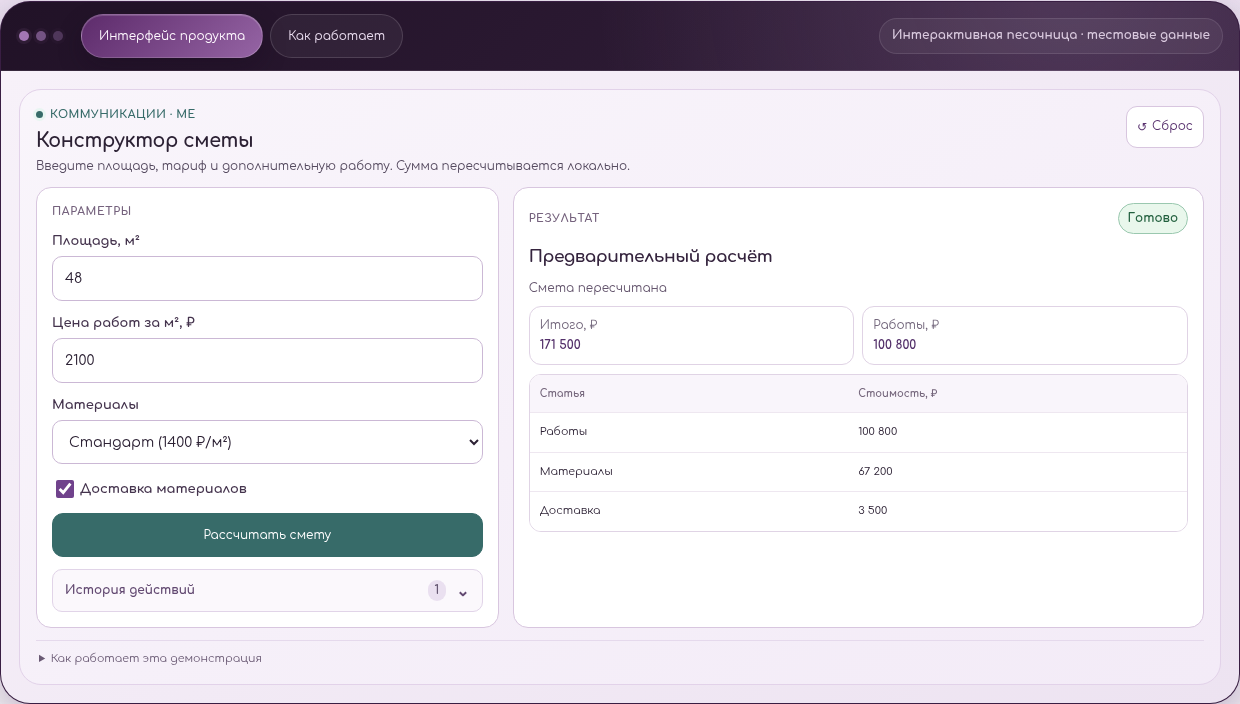 Интерфейс продукта
Как работает
Интерактивная песочница · тестовые данные
КОММУНИКАЦИИ · МЕ
Конструктор сметы
Введите площадь, тариф и дополнительную работу. Сумма пересчитывается локально.
↺ Сброс
ПАРАМЕТРЫ
Площадь, м²
48
Цена работ за м², ₽
2100
Материалы
Стандарт (1400 ₽/м²)
Доставка материалов
Рассчитать смету
История действий 1
РЕЗУЛЬТАТ
Готово
Предварительный расчёт
Смета пересчитана
Итого, ₽
171 500
Работы, ₽
100 800
Статья Стоимость, ₽
Работы 100 800
Материалы 67 200
Доставка 3 500
Как работает эта демонстрация